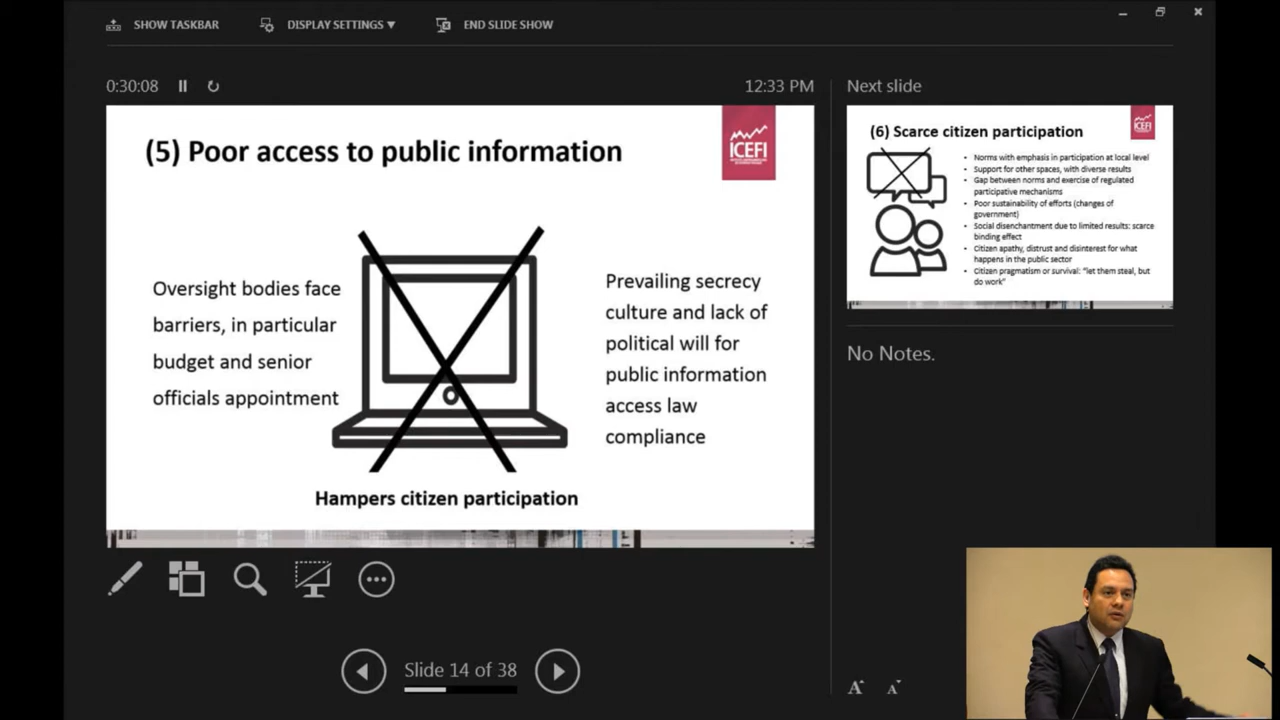 SHOW TASKBAR
DISPLAY SETTINGS ▼
END SLIDE SHOW
0:30:08
12:33 PM
(5) Poor access to public information
ICEFI
Oversight bodies face
barriers, in particular
budget and senior
officials appointment
Prevailing secrecy
culture and lack of
political will for
public information
access law
compliance
Hampers citizen participation
Slide 14 of 38
Next slide
(6) Scarce citizen participation
ICEFI
• Norms with emphasis in participation at local level
• Support for other spaces, with diverse results
• Gap between norms and exercise of regulated
participative mechanisms
• Poor sustainability of efforts (changes of
government)
• Social disenchantment due to limited results: scarce
binding effect
• Citizen apathy, distrust and disinterest for what
happens in the public sector
• Citizen pragmatism or survival: "let them steal, but
do work"
No Notes.
A A